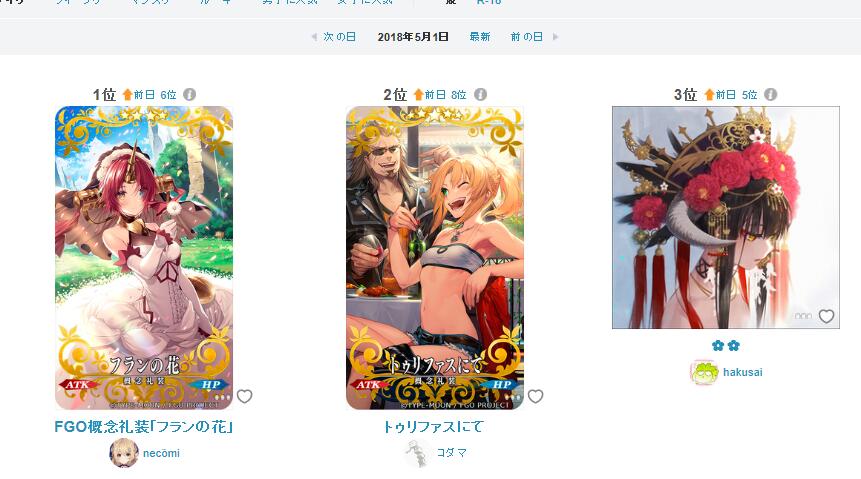 R-18
次の日 2018年5月1日 最新 前の日
1位 前日 6位
2位 前日 8位
3位 前日 5位
フランの花
概念礼装
ATK HP
©TYPE-MOON / FGO PROJECT
トゥリファスにて
概念礼装
ATK HP
©TYPE-MOON / FGO PROJECT
FGO概念礼装「フランの花」
necömi
トゥリファスにて
コダマ
✿ ✿
hakusai